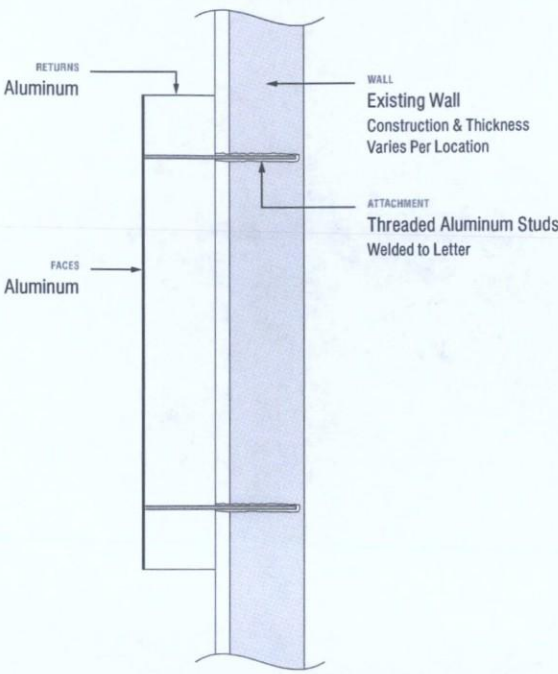 RETURNS
Aluminum
WALL
Existing Wall
Construction & Thickness
Varies Per Location
ATTACHMENT
Threaded Aluminum Studs
Welded to Letter
FACES
Aluminum